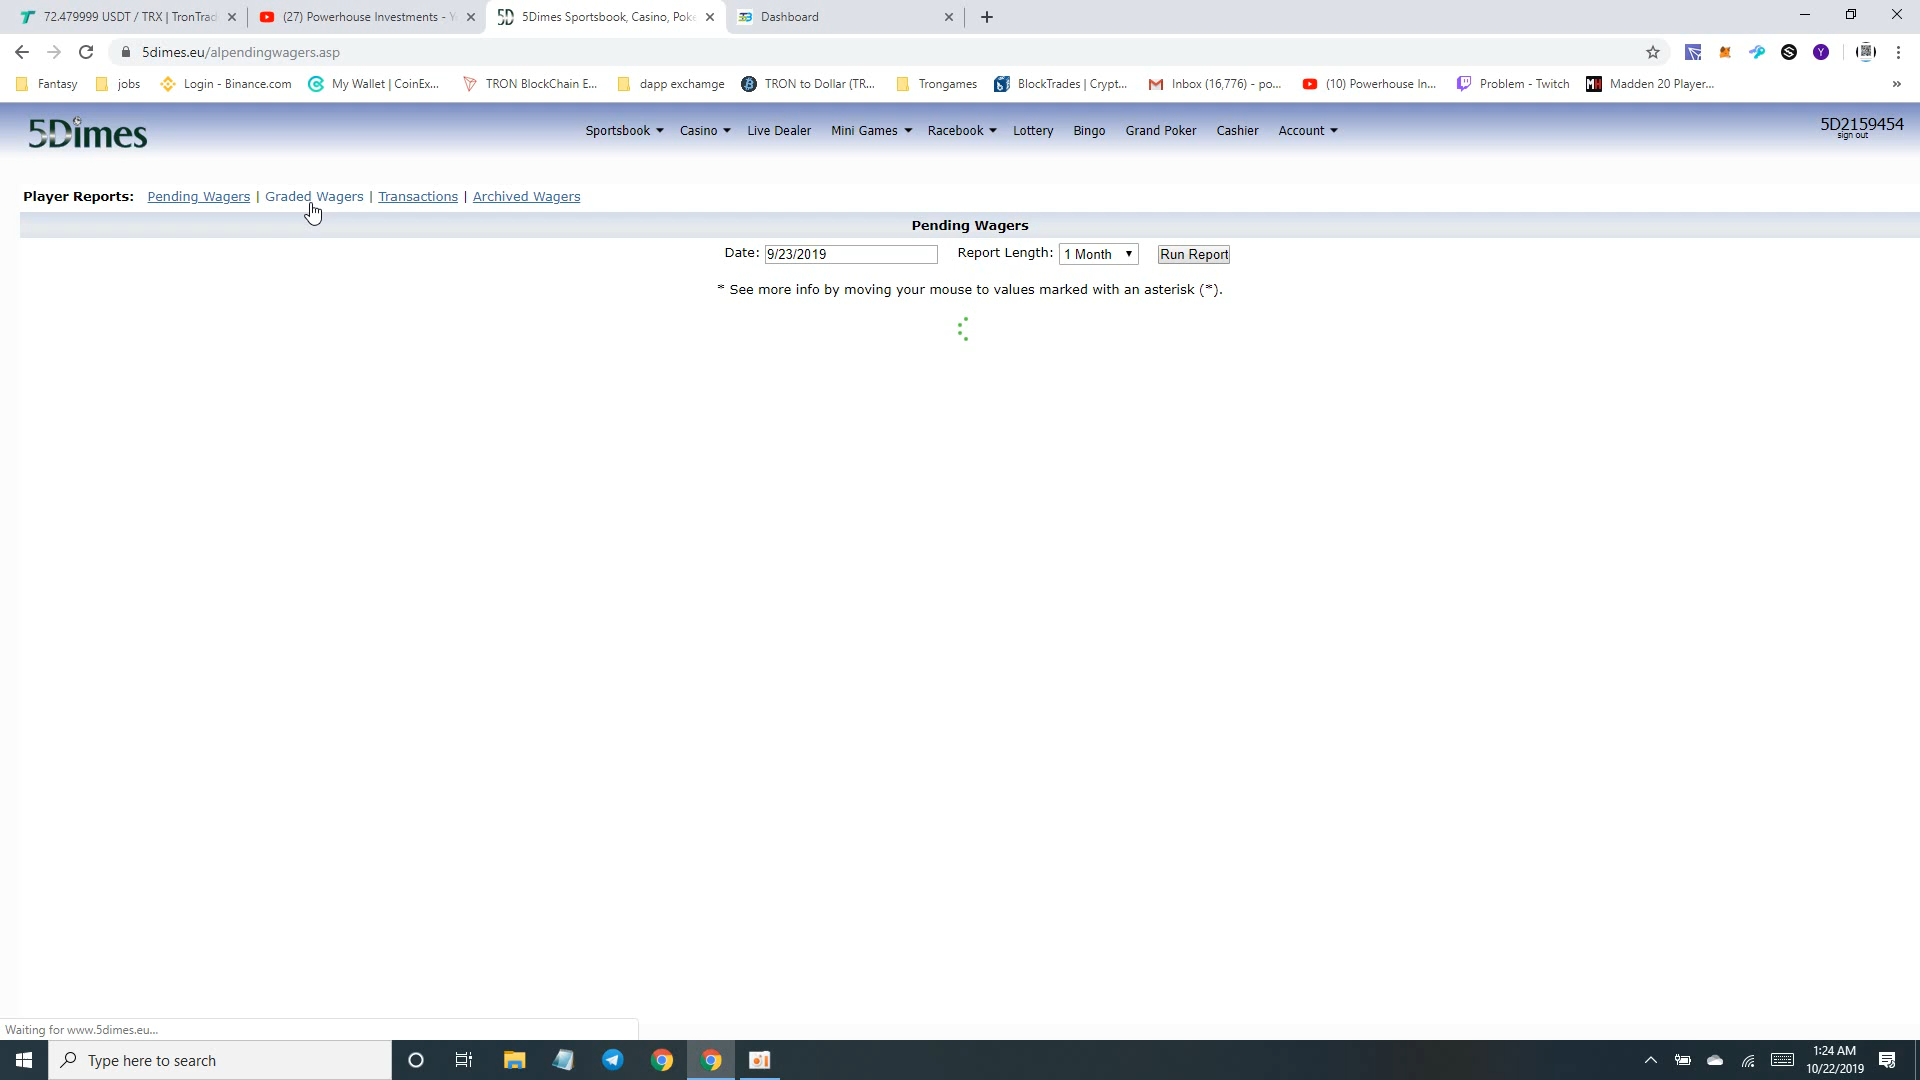 72.479999 USDT / TRX | TronTrad
(27) Powerhouse Investments - Y
5Dimes Sportsbook, Casino, Poke
Dashboard
5dimes.eu/alpendingwagers.asp
Fantasy
jobs
Login - Binance.com
My Wallet | CoinEx...
TRON BlockChain E...
dapp exchamge
TRON to Dollar (TR...
Trongames
BlockTrades | Crypt...
Inbox (16,776) - po...
(10) Powerhouse In...
Problem - Twitch
Madden 20 Player...
»
5Dimes
Sportsbook
Casino
Live Dealer
Mini Games
Racebook
Lottery
Bingo
Grand Poker
Cashier
Account
5D2159454
sign out
Player Reports: Pending Wagers | Graded Wagers | Transactions | Archived Wagers
Pending Wagers
Date: 9/23/2019 Report Length: 1 Month Run Report
* See more info by moving your mouse to values marked with an asterisk (*).
Waiting for www.5dimes.eu...
Type here to search
1:24 AM
10/22/2019